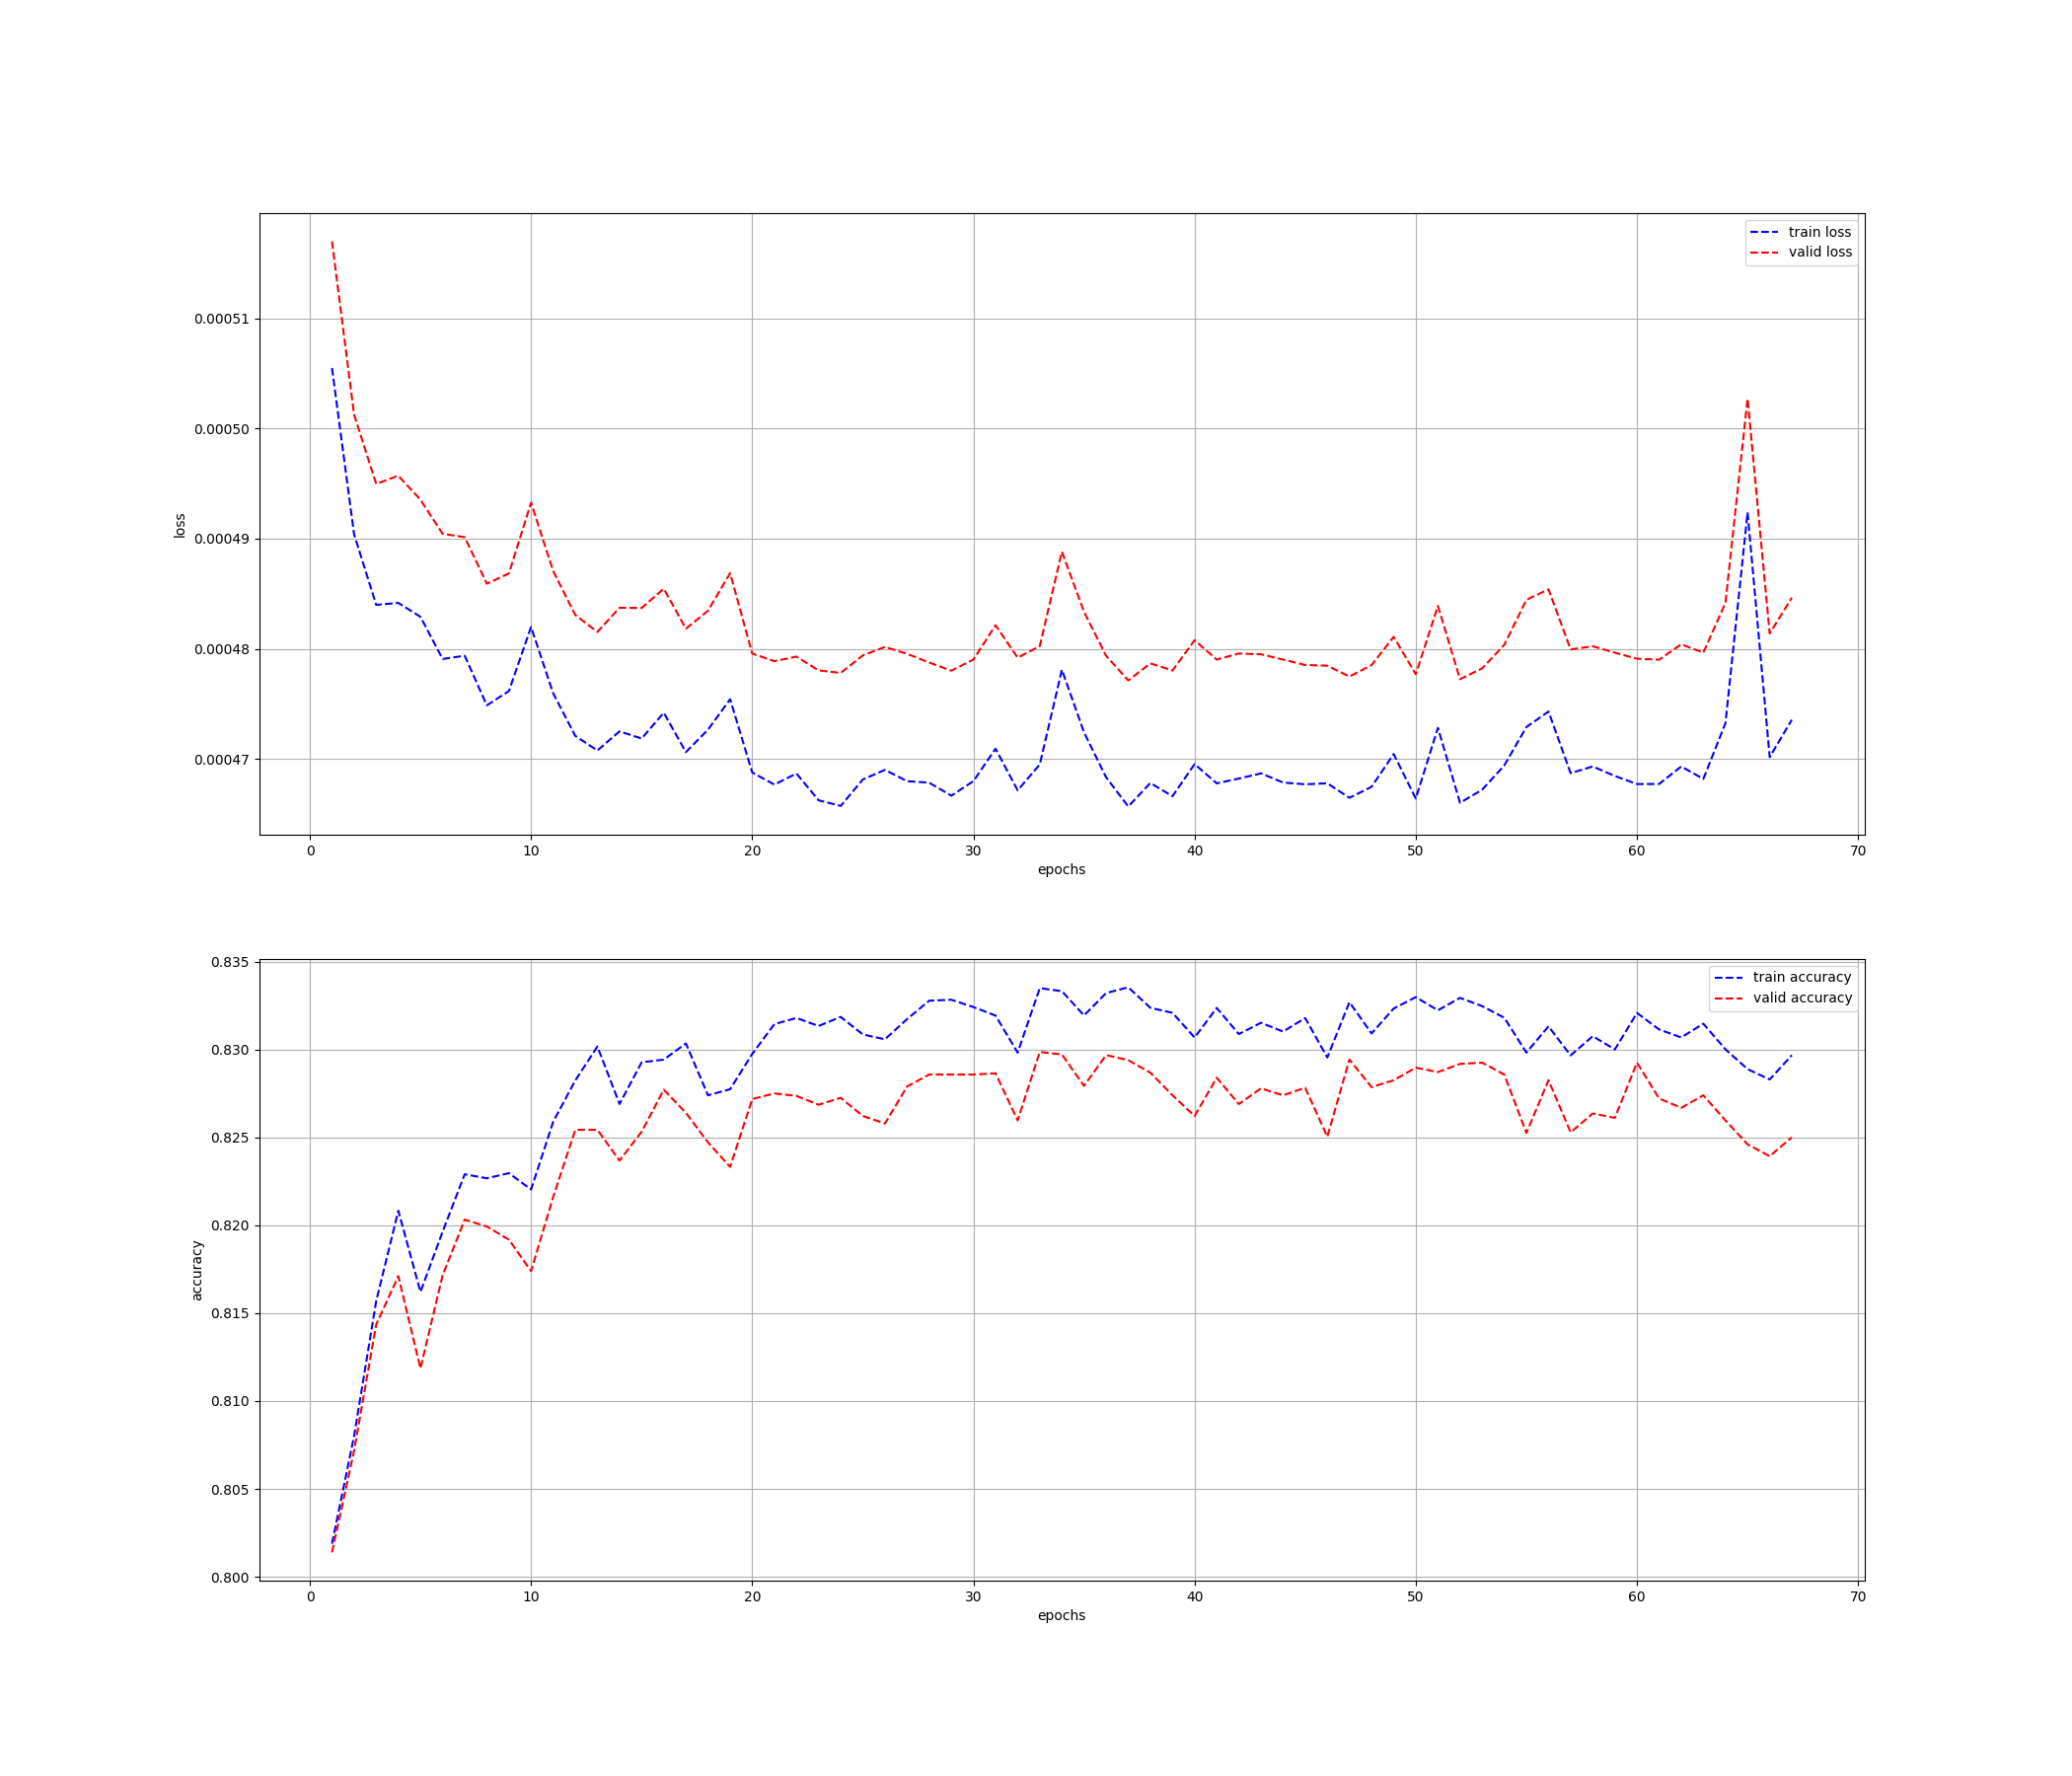 train loss
valid loss
0.00051
0.00050
0.00049
0.00048
0.00047
loss
0 10 20 30 40 50 60 70
epochs
train accuracy
valid accuracy
0.835
0.830
0.825
0.820
0.815
0.810
0.805
0.800
accuracy
0 10 20 30 40 50 60 70
epochs